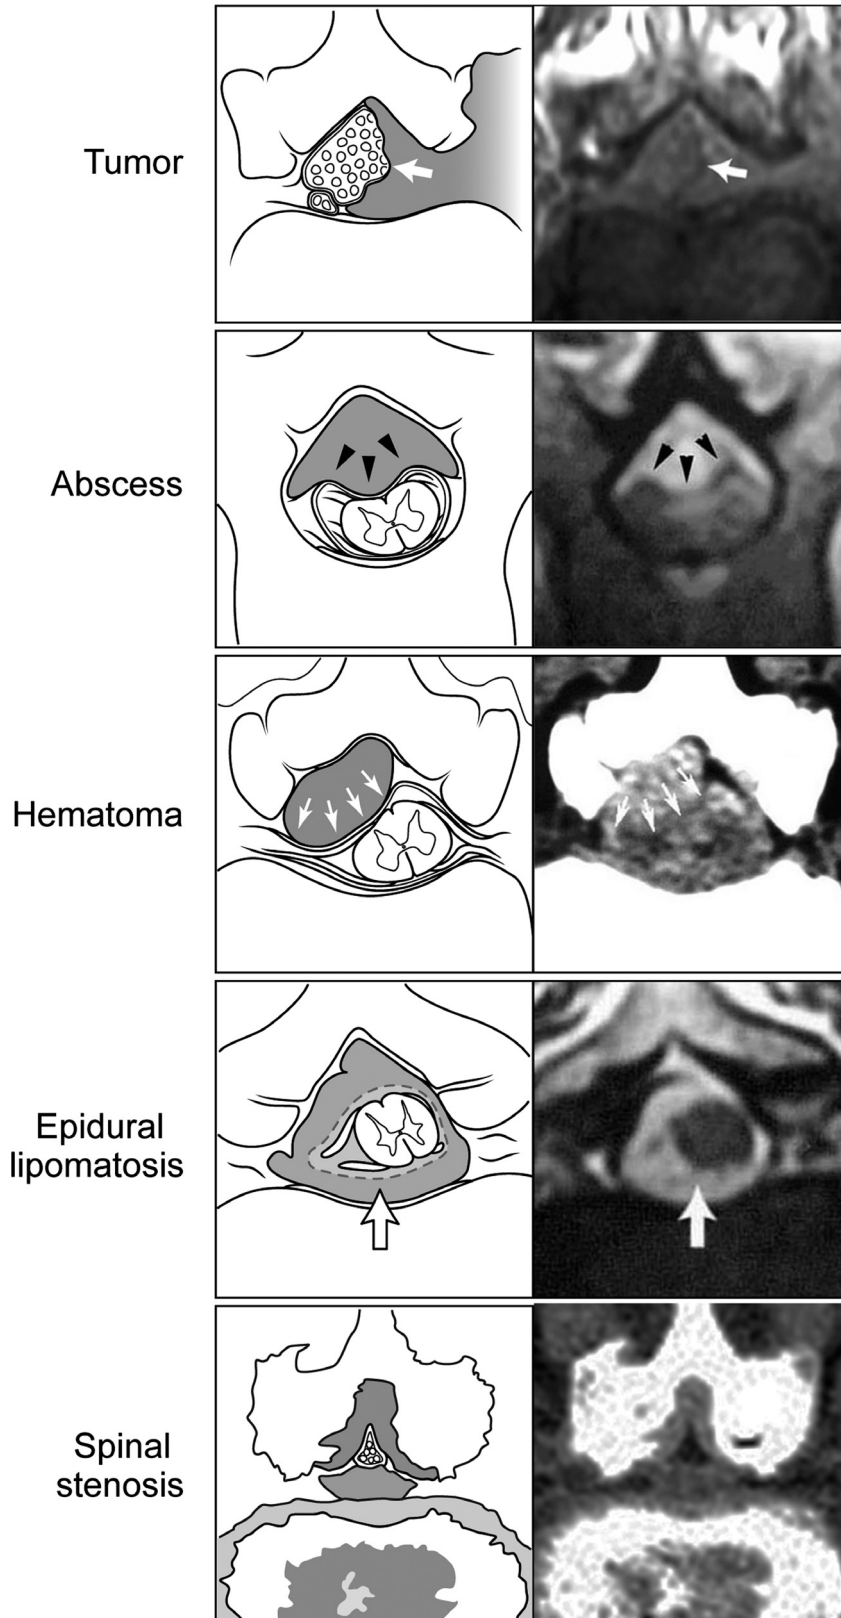 Tumor
Abscess
Hematoma
Epidural
lipomatosis
Spinal
stenosis